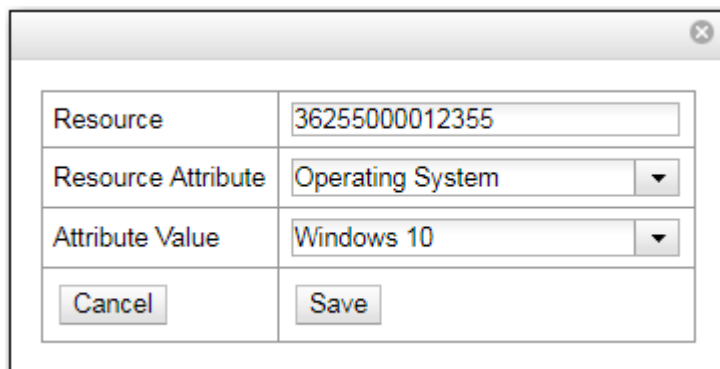 Resource 36255000012355
Resource Attribute Operating System
Attribute Value Windows 10
Cancel Save